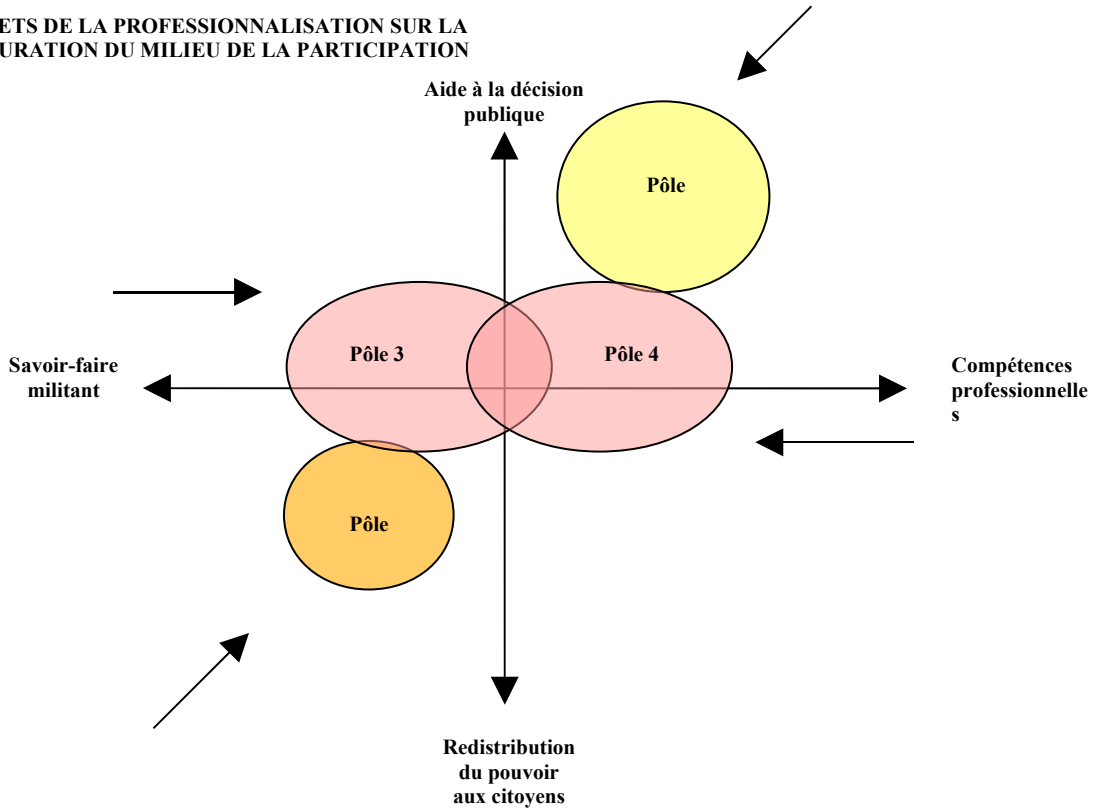 ETS DE LA PROFESSIONNALISATION SUR LA
URATION DU MILIEU DE LA PARTICIPATION
Aide à la décision
publique
Pôle
Pôle 3
Pôle 4
Savoir-faire
militant
Compétences
professionnelle
s
Pôle
Redistribution
du pouvoir
aux citoyens